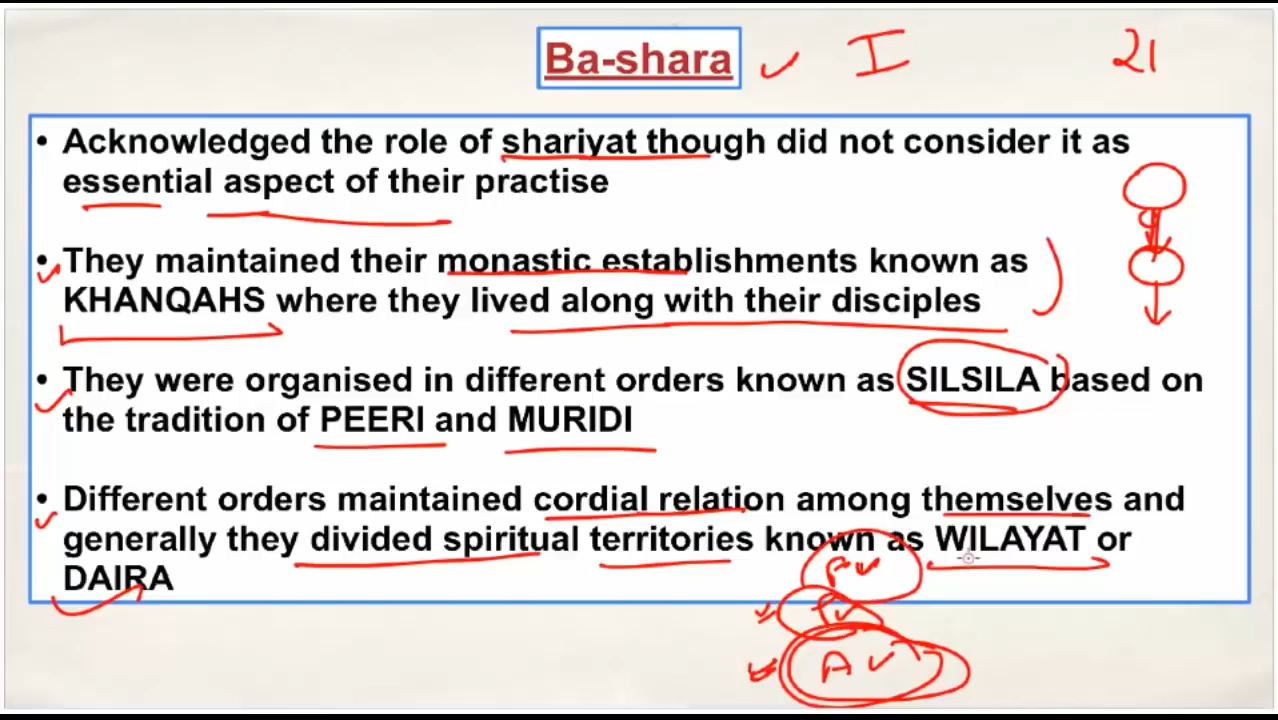 Ba-shara
I
21
• Acknowledged the role of shariyat though did not consider it as
essential aspect of their practise
• They maintained their monastic establishments known as
KHANQAHS where they lived along with their disciples
• They were organised in different orders known as SILSILA based on
the tradition of PEERI and MURIDI
• Different orders maintained cordial relation among themselves and
generally they divided spiritual territories known as WILAYAT or
DAIRA
A